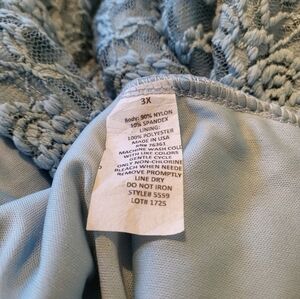 3X
Body: 90% NYLON
10% SPANDEX
LINING:
100% POLYESTER
MADE IN USA
RN# 76361
MACHINE WASH COLD
WITH LIKE COLORS
GENTLE CYCLE
ONLY NON-CHLORINE
BLEACH WHEN NEEDED
REMOVE PROMPTLY
LINE DRY
DO NOT IRON
STYLE# 5559
LOT# 1725